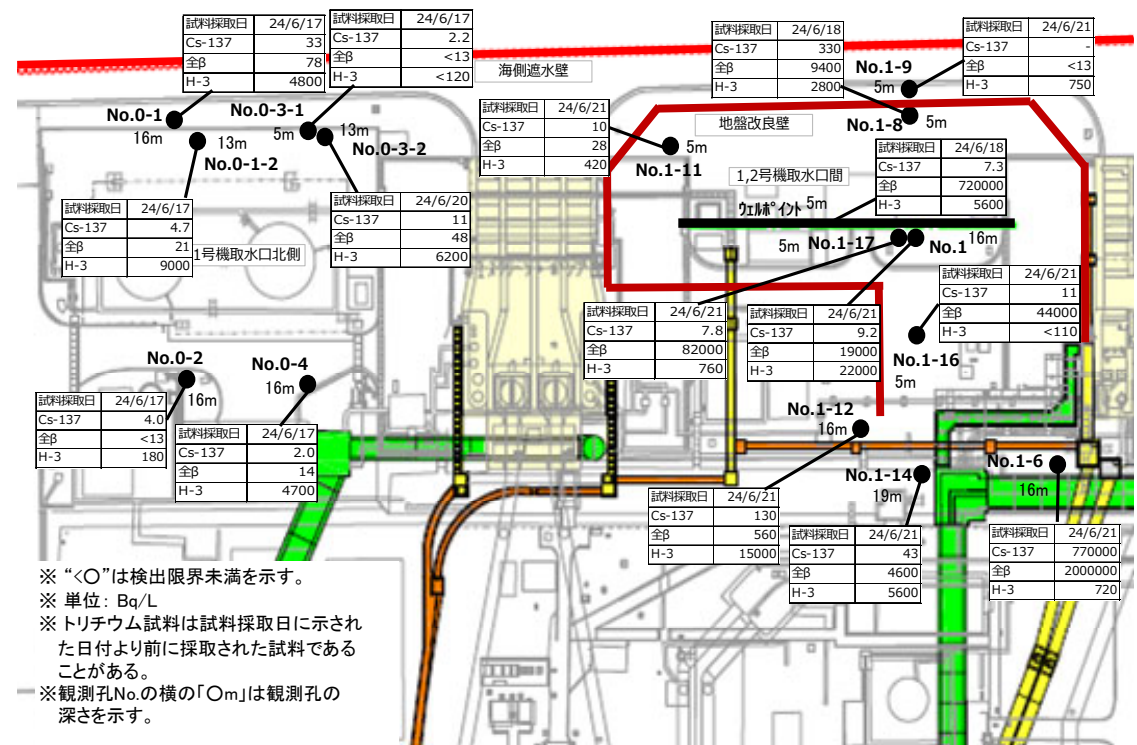 試料採取日 24/6/17
Cs-137 33
全β 78
H-3 4800
試料採取日 24/6/17
Cs-137 2.2
全β <13
H-3 <120
海側遮水壁
試料採取日 24/6/18
Cs-137 330
全β 9400
H-3 2800
試料採取日 24/6/21
Cs-137 -
全β <13
H-3 750
No.0-1
16m
No.0-3-1
5m
13m
No.0-3-2
13m
No.0-1-2
試料採取日 24/6/21
Cs-137 10
全β 28
H-3 420
5m
No.1-11
地盤改良壁
No.1-9
5m
No.1-8
5m
試料採取日 24/6/18
Cs-137 7.3
全β 720000
H-3 5600
1,2号機取水口間
ウェルポイント 5m
5m No.1-17
No.1 16m
試料採取日 24/6/17
Cs-137 4.7
全β 21
H-3 9000
1号機取水口北側
試料採取日 24/6/20
Cs-137 11
全β 48
H-3 6200
試料採取日 24/6/21
Cs-137 7.8
全β 82000
H-3 760
試料採取日 24/6/21
Cs-137 9.2
全β 19000
H-3 22000
試料採取日 24/6/21
Cs-137 11
全β 44000
H-3 <110
No.1-16
5m
No.0-2
16m
No.0-4
16m
試料採取日 24/6/17
Cs-137 4.0
全β <13
H-3 180
試料採取日 24/6/17
Cs-137 2.0
全β 14
H-3 4700
No.1-12
16m
No.1-14
19m
No.1-6
16m
試料採取日 24/6/21
Cs-137 130
全β 560
H-3 15000
試料採取日 24/6/21
Cs-137 43
全β 4600
H-3 5600
試料採取日 24/6/21
Cs-137 770000
全β 2000000
H-3 720
※ “<〇”は検出限界未満を示す。
※ 単位: Bq/L
※ トリチウム試料は試料採取日に示され
た日付より前に採取された試料である
ことがある。
※観測孔No.の横の「〇m」は観測孔の
深さを示す。